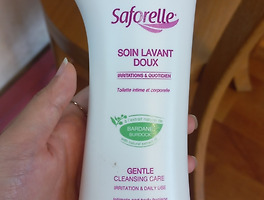 Saforelle
SOIN LAVANT
DOUX
IRRITATIONS & QUOTIDIEN
Toilette intime et corporelle
BARDANE
BURDOCK
GENTLE
CLEANSING CARE
IRRITATION & DAILY USE